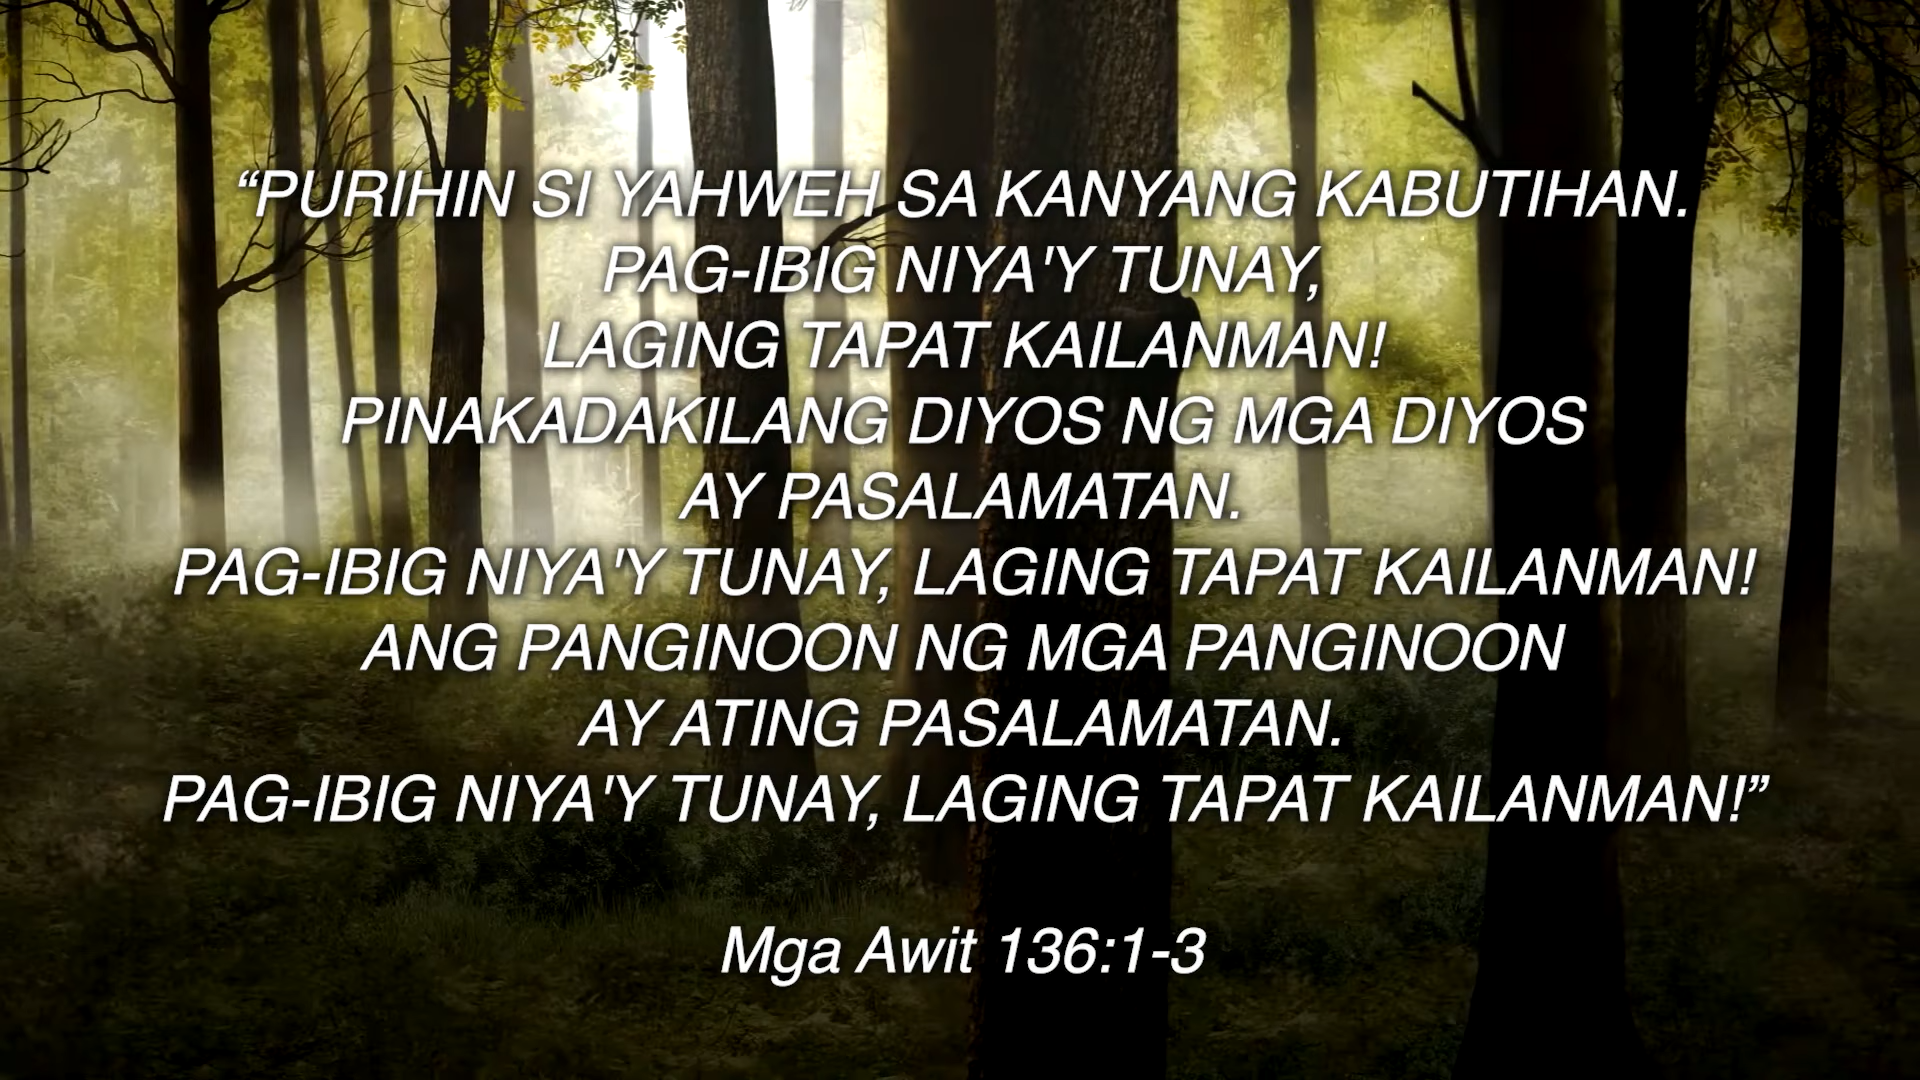 “PURIHIN SI YAHWEH SA KANYANG KABUTIHAN.
PAG-IBIG NIYA'Y TUNAY,
LAGING TAPAT KAILANMAN!
PINAKADAKILANG DIYOS NG MGA DIYOS
AY PASALAMATAN.
PAG-IBIG NIYA'Y TUNAY, LAGING TAPAT KAILANMAN!
ANG PANGINOON NG MGA PANGINOON
AY ATING PASALAMATAN.
PAG-IBIG NIYA'Y TUNAY, LAGING TAPAT KAILANMAN!”
Mga Awit 136:1-3